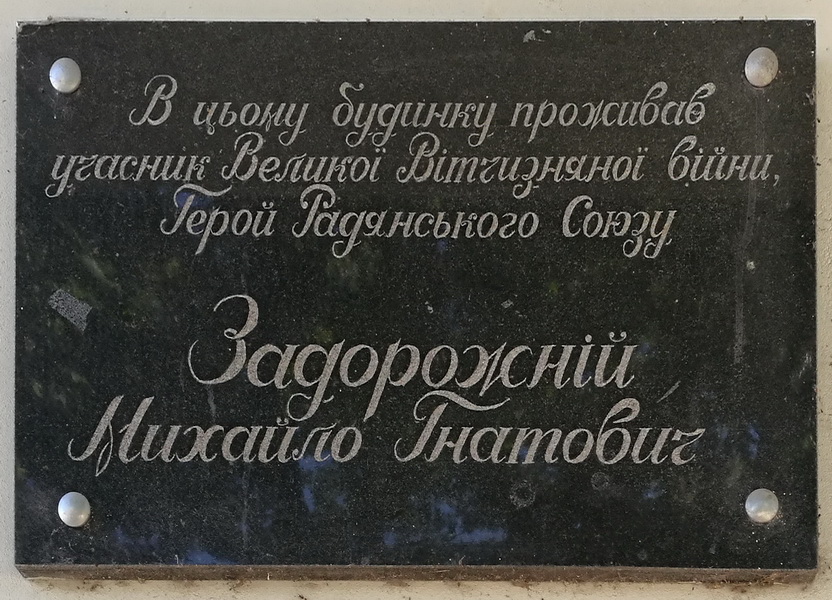 В цьому будинку проживав
учасник Великої Вітчизняної війни,
Герой Радянського Союзу
Задорожній
Михайло Гнатович